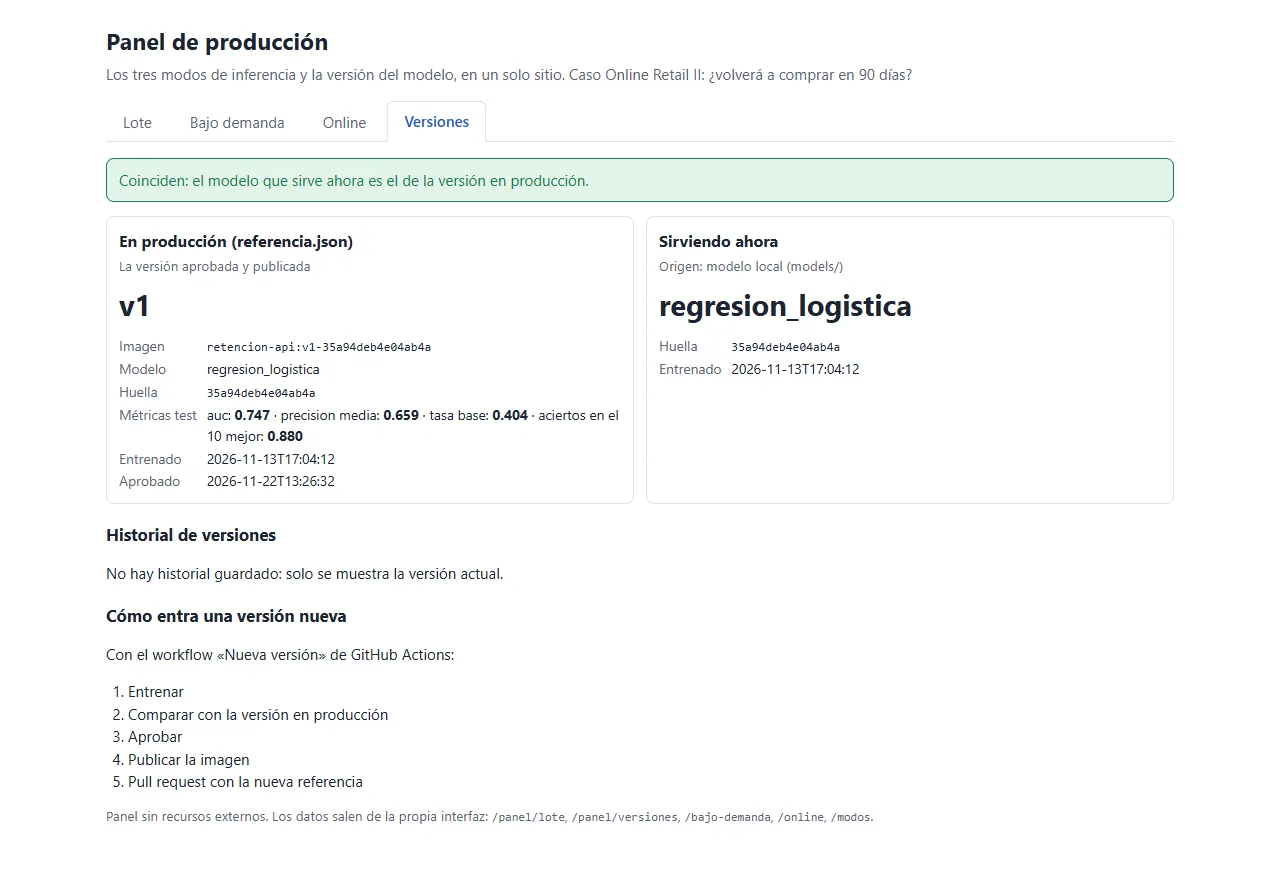 Panel de producción
Los tres modos de inferencia y la versión del modelo, en un solo sitio. Caso Online Retail II: ¿volverá a comprar en 90 días?
Lote
Bajo demanda
Online
Versiones
Coinciden: el modelo que sirve ahora es el de la versión en producción.
En producción (referencia.json)
La versión aprobada y publicada
v1
Imagen retencion-api:v1-35a94deb4e04ab4a
Modelo regresion_logistica
Huella 35a94deb4e04ab4a
Métricas test auc: 0.747 · precision media: 0.659 · tasa base: 0.404 · aciertos en el
10 mejor: 0.880
Entrenado 2026-11-13T17:04:12
Aprobado 2026-11-22T13:26:32
Sirviendo ahora
Origen: modelo local (models/)
regresion_logistica
Huella 35a94deb4e04ab4a
Entrenado 2026-11-13T17:04:12
Historial de versiones
No hay historial guardado: solo se muestra la versión actual.
Cómo entra una versión nueva
Con el workflow «Nueva versión» de GitHub Actions:
1. Entrenar
2. Comparar con la versión en producción
3. Aprobar
4. Publicar la imagen
5. Pull request con la nueva referencia
Panel sin recursos externos. Los datos salen de la propia interfaz: /panel/lote, /panel/versiones, /bajo-demanda, /online, /modos.